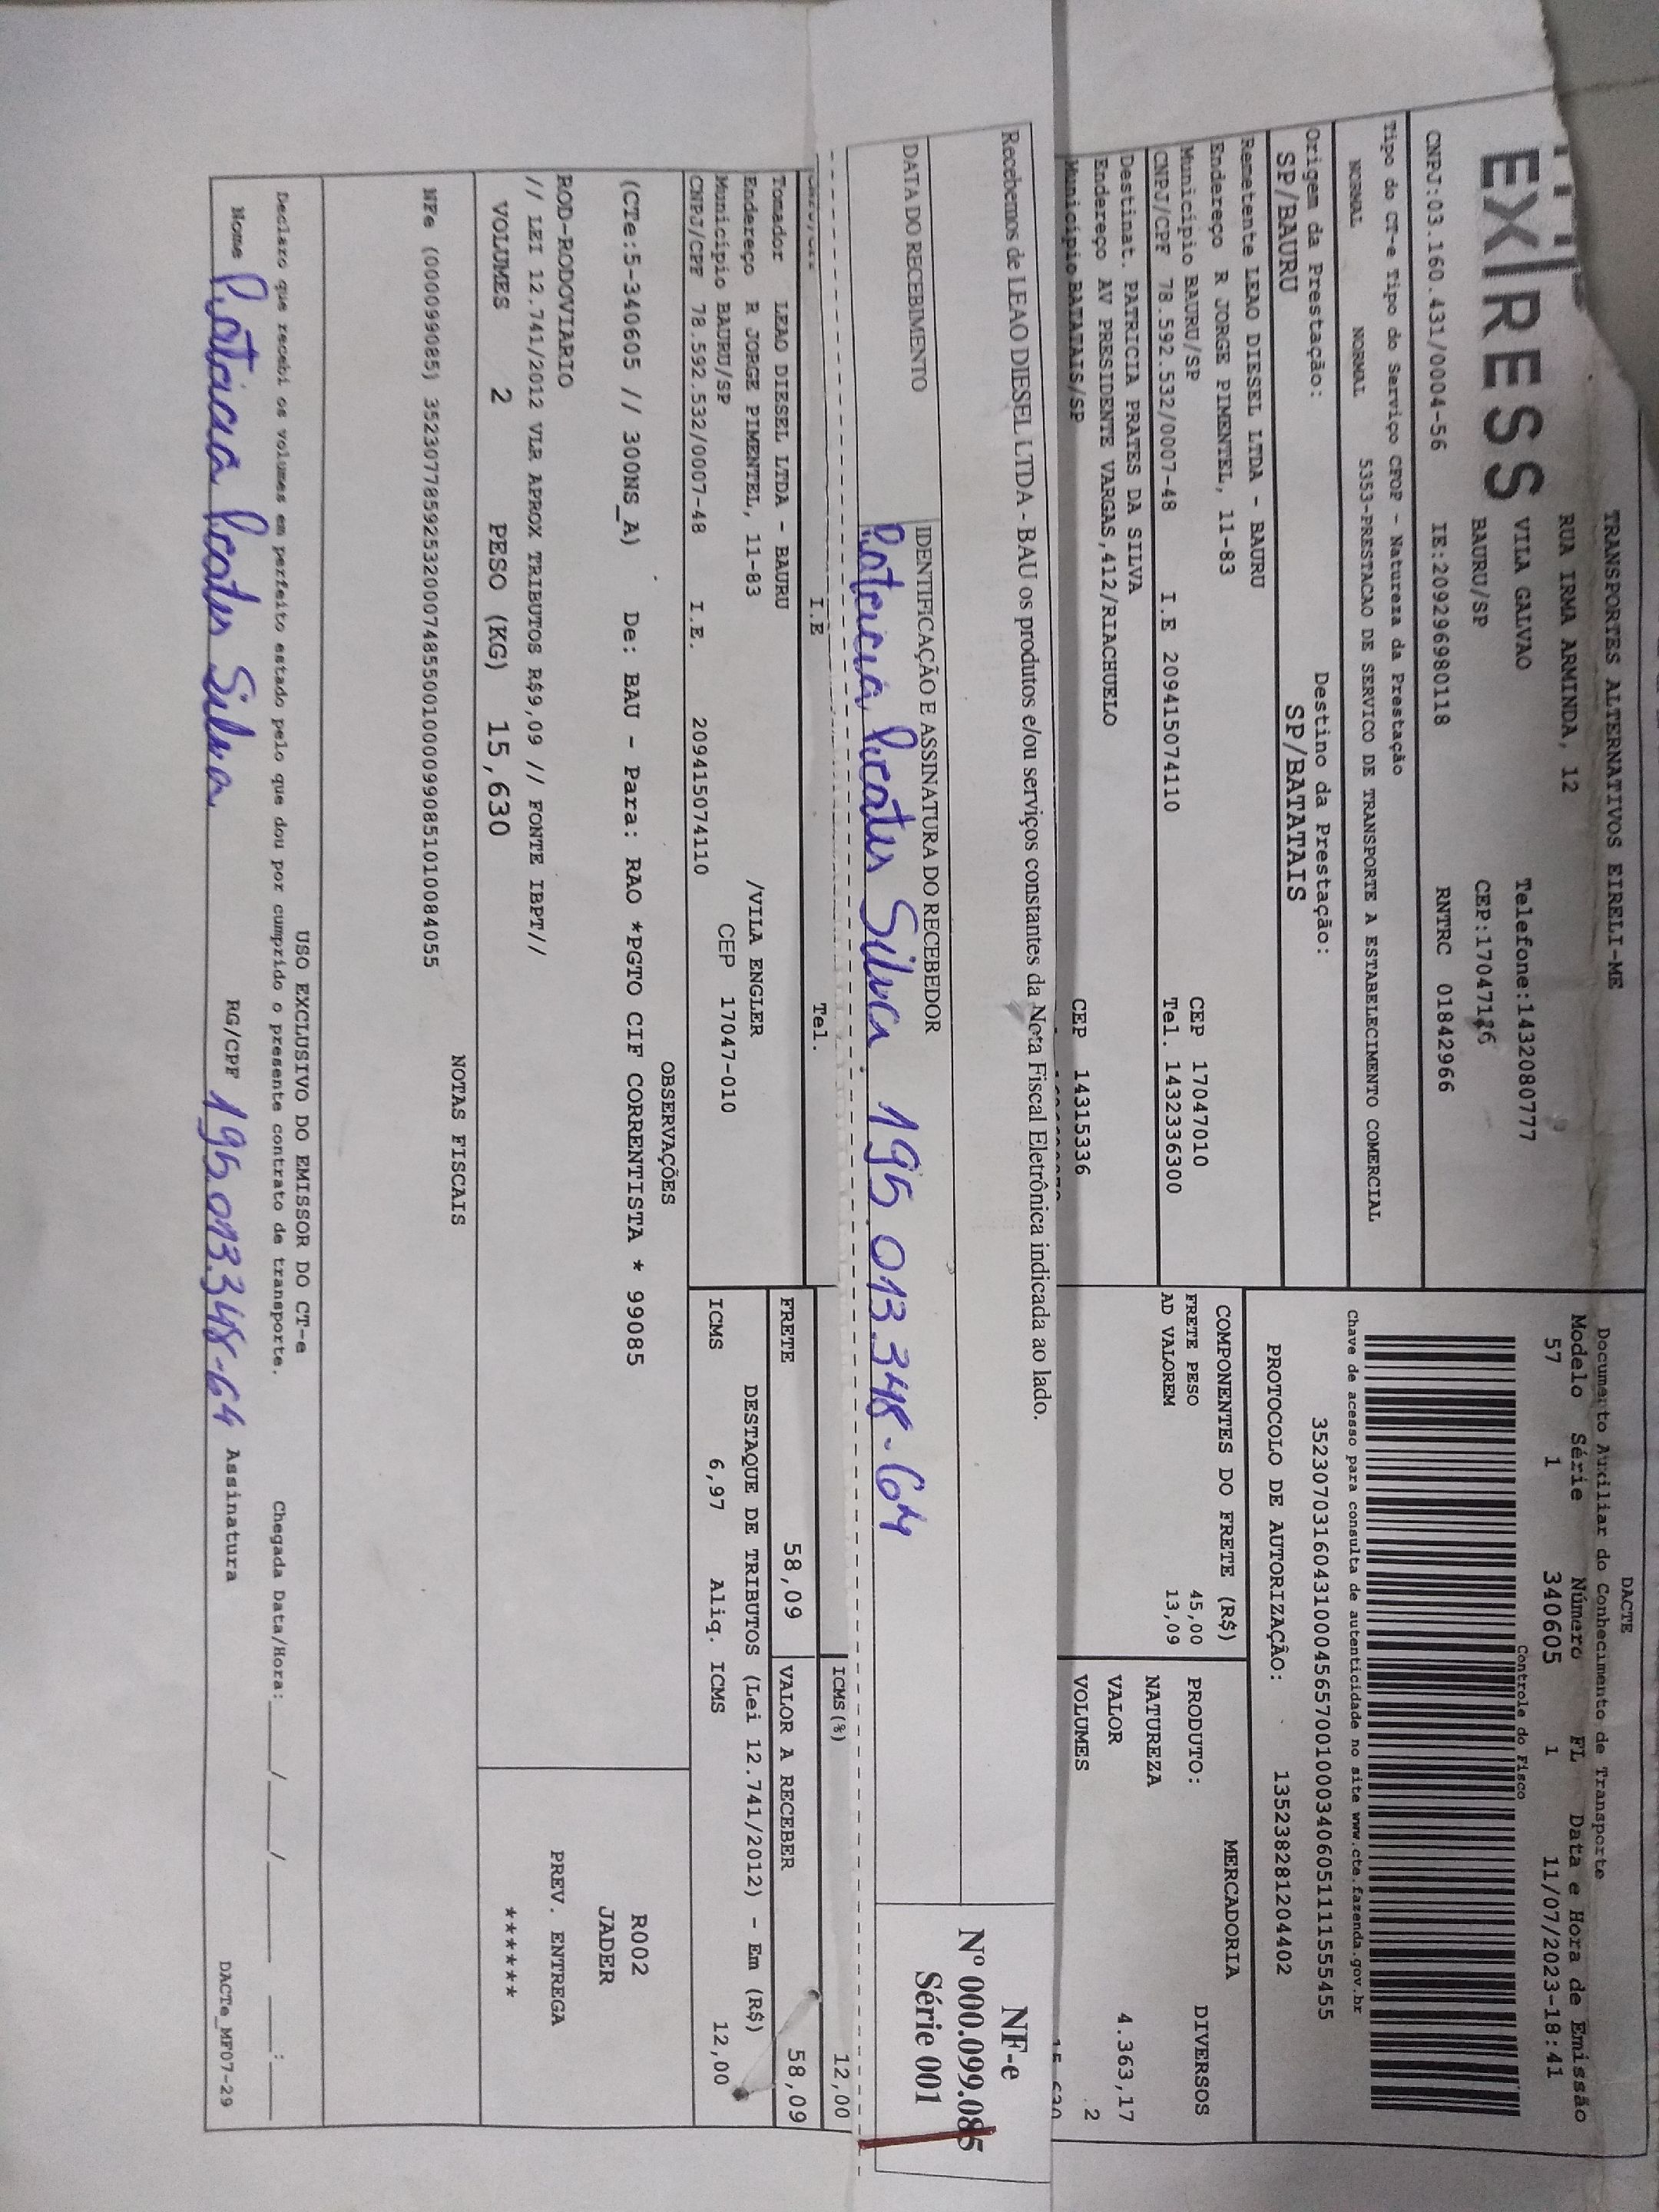 EXPRESS
TRANSPORTES ALTERNATIVOS EIRELI-ME
RUA IRMA ARMINDA, 12
VILA GALVAO Telefone:1432080777
BAURU/SP CEP:17047136
CNPJ:03.160.431/0004-56 IE:209296980118 RNTRC 01842966
Tipo do CT-e Tipo do Serviço CFOP - Natureza da Prestação
NORMAL NORMAL 5353-PRESTACAO DE SERVICO DE TRANSPORTE A ESTABELECIMENTO COMERCIAL
Origem da Prestação: Destino da Prestação:
SP/BAURU SP/BATATAIS
DACTE
Documento Auxiliar do Conhecimento de Transporte
Modelo Série Número FL Data e Hora de Emissão
57 1 340605 1 11/07/2023-18:41
Controle do Fisco
Chave de acesso para consulta de autenticidade no site www.cte.fazenda.gov.br
35230703160431000456570010003406051111555455
PROTOCOLO DE AUTORIZAÇÃO: 135238281204402
Remetente LEAO DIESEL LTDA - BAURU
Endereço R JORGE PIMENTEL, 11-83
Município BAURU/SP CEP 17047010
CNPJ/CPF 78.592.532/0007-48 I.E 209415074110 Tel. 1432336300
Destinat. PATRICIA PRATES DA SILVA
Endereço AV PRESIDENTE VARGAS,412/RIACHUELO
Município BATATAIS/SP CEP 14315336
COMPONENTES DO FRETE (R$)
FRETE PESO 45,00
AD VALOREM 13,09
MERCADORIA
PRODUTO: DIVERSOS
NATUREZA
VALOR 4.363,17
VOLUMES 2
Recebemos de LEAO DIESEL LTDA - BAU os produtos e/ou serviços constantes da Nota Fiscal Eletrônica indicada ao lado.
DATA DO RECEBIMENTO IDENTIFICAÇÃO E ASSINATURA DO RECEBEDOR
Patricia Prates Silva 195.013.348-64
NF-e
Nº 000.099.085
Série 001
I.E Tel.
ICMS(%) 12,00
Tomador LEAO DIESEL LTDA - BAURU
Endereço R JORGE PIMENTEL, 11-83 /VILA ENGLER
Município BAURU/SP CEP 17047-010
CNPJ/CPF 78.592.532/0007-48 I.E. 209415074110
FRETE 58,09 VALOR A RECEBER 58,09
DESTAQUE DE TRIBUTOS (Lei 12.741/2012) - Em (R$)
ICMS 6,97 Aliq. ICMS 12,00
OBSERVAÇÕES
(CTe:5-340605 // 300NS_A) De: BAU - Para: RAO *PGTO CIF CORRENTISTA * 99085
ROD-RODOVIARIO
// LEI 12.741/2012 VLR APROX TRIBUTOS R$9,09 // FONTE IBPT//
R002
JADER
VOLUMES 2 PESO (KG) 15,630
PREV. ENTREGA
******
NOTAS FISCAIS
NFe (000099085) 35230778592532000748550010000990851010084055
USO EXCLUSIVO DO EMISSOR DO CT-e
Declaro que recebi os volumes em perfeito estado pelo que dou por cumprido o presente contrato de transporte. Chegada Data/Hora:____/____/____ ___:___
Nome Patricia Prates Silva RG/CPF 195.013.348-64 Assinatura
DACTe_MF07-29